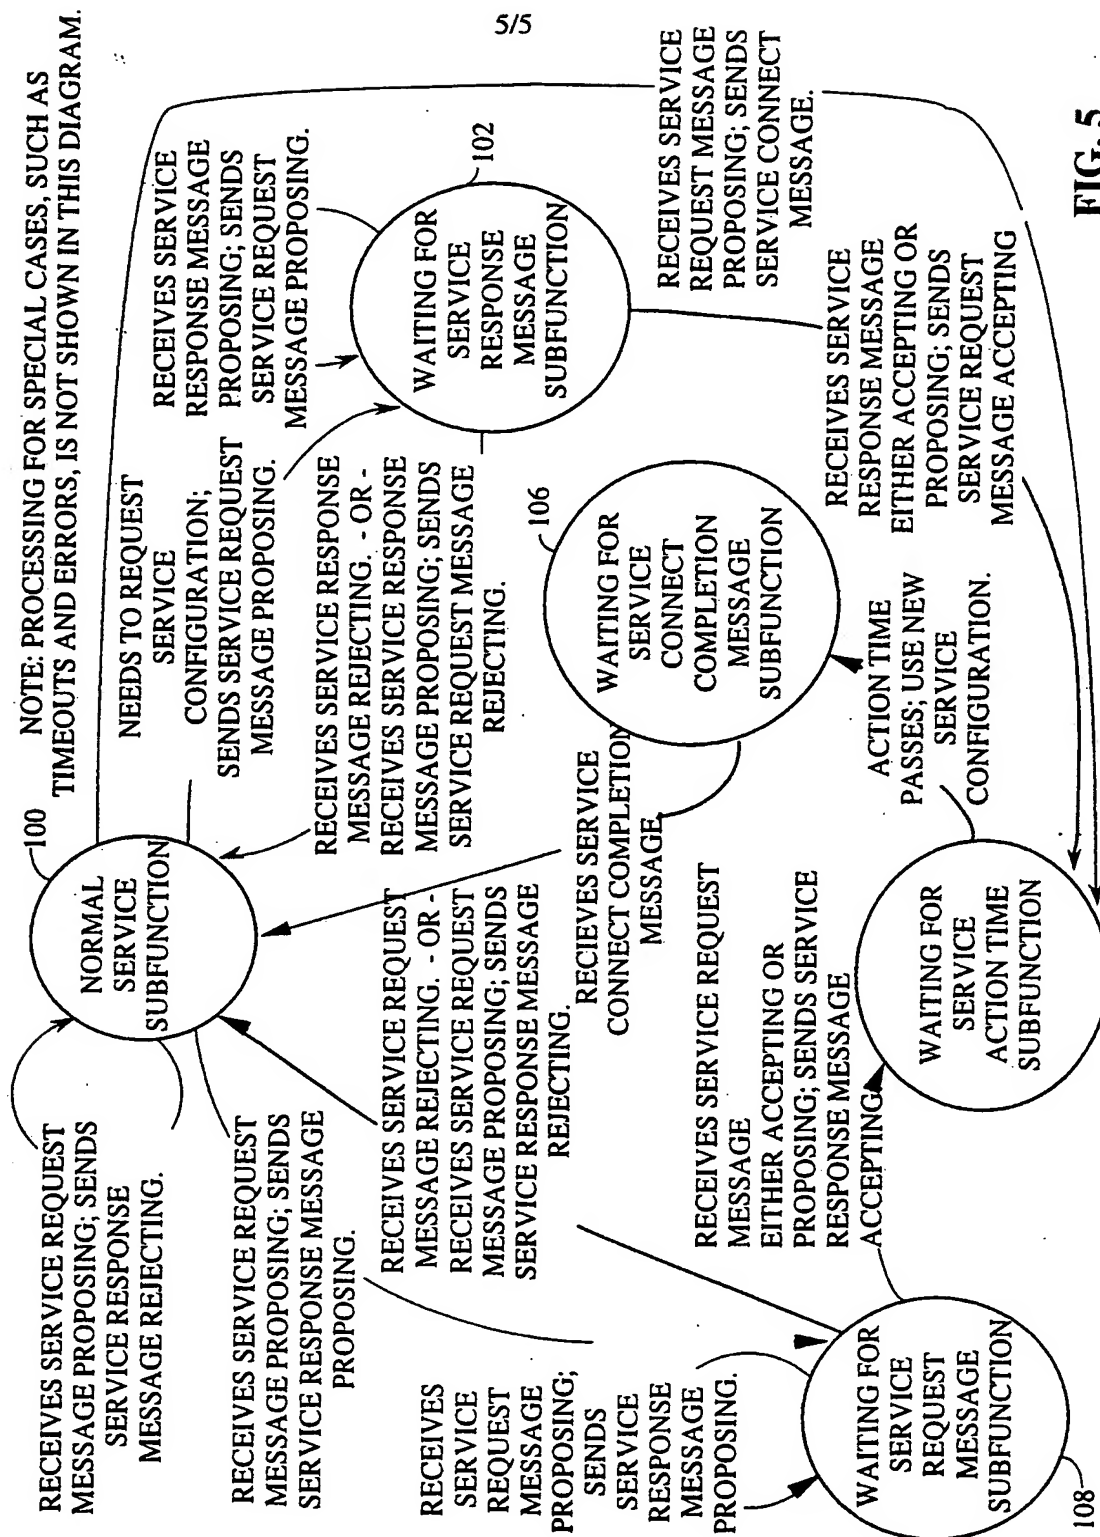 5/5
NOTE: PROCESSING FOR SPECIAL CASES, SUCH AS
TIMEOUTS AND ERRORS, IS NOT SHOWN IN THIS DIAGRAM.
100
NORMAL
SERVICE
SUBFUNCTION
RECEIVES SERVICE REQUEST
MESSAGE PROPOSING; SENDS
SERVICE RESPONSE
MESSAGE REJECTING.
RECEIVES SERVICE REQUEST
MESSAGE PROPOSING; SENDS
SERVICE RESPONSE MESSAGE
PROPOSING.
NEEDS TO REQUEST
SERVICE
CONFIGURATION;
SENDS SERVICE REQUEST
MESSAGE PROPOSING.
RECEIVES SERVICE
RESPONSE MESSAGE
PROPOSING; SENDS
SERVICE REQUEST
MESSAGE PROPOSING.
102
WAITING FOR
SERVICE
RESPONSE
MESSAGE
SUBFUNCTION
RECEIVES SERVICE RESPONSE
MESSAGE REJECTING. - OR -
RECEIVES SERVICE RESPONSE
MESSAGE PROPOSING; SENDS
SERVICE REQUEST MESSAGE
REJECTING.
RECEIVES SERVICE REQUEST
MESSAGE REJECTING. - OR -
RECEIVES SERVICE REQUEST
MESSAGE PROPOSING; SENDS
SERVICE RESPONSE MESSAGE
REJECTING.
106
WAITING FOR
SERVICE
CONNECT
COMPLETION
MESSAGE
SUBFUNCTION
RECIEVES SERVICE
CONNECT COMPLETION
MESSAGE.
RECEIVES SERVICE
REQUEST MESSAGE
PROPOSING; SENDS
SERVICE CONNECT
MESSAGE.
RECEIVES SERVICE
RESPONSE MESSAGE
EITHER ACCEPTING OR
PROPOSING; SENDS
SERVICE REQUEST
MESSAGE ACCEPTING
RECEIVES
SERVICE
REQUEST
MESSAGE
PROPOSING;
SENDS
SERVICE
RESPONSE
MESSAGE
PROPOSING.
RECEIVES SERVICE REQUEST
MESSAGE
EITHER ACCEPTING OR
PROPOSING; SENDS SERVICE
RESPONSE MESSAGE
ACCEPTING
ACTION TIME
PASSES; USE NEW
SERVICE
CONFIGURATION.
WAITING FOR
SERVICE
ACTION TIME
SUBFUNCTION
WAITING FOR
SERVICE
REQUEST
MESSAGE
SUBFUNCTION
108
FIG. 5